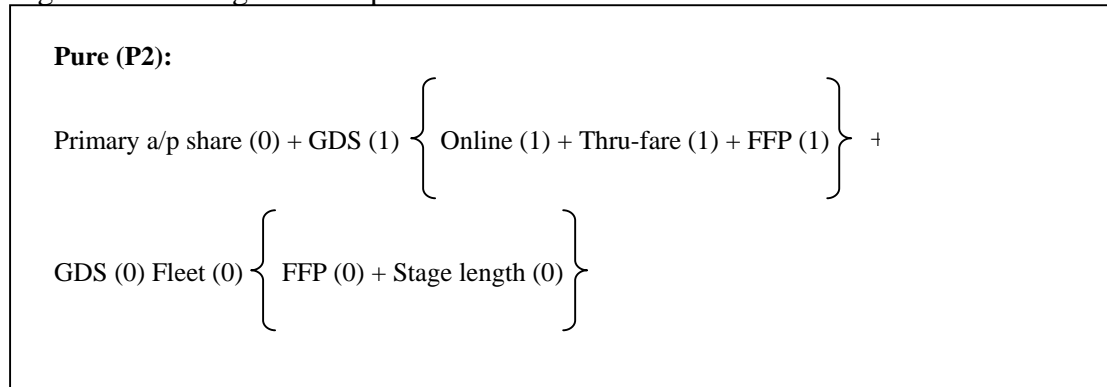 Pure (P2):
Primary a/p share (0) + GDS (1) { Online (1) + Thru-fare (1) + FFP (1) } +
GDS (0) Fleet (0) { FFP (0) + Stage length (0) }